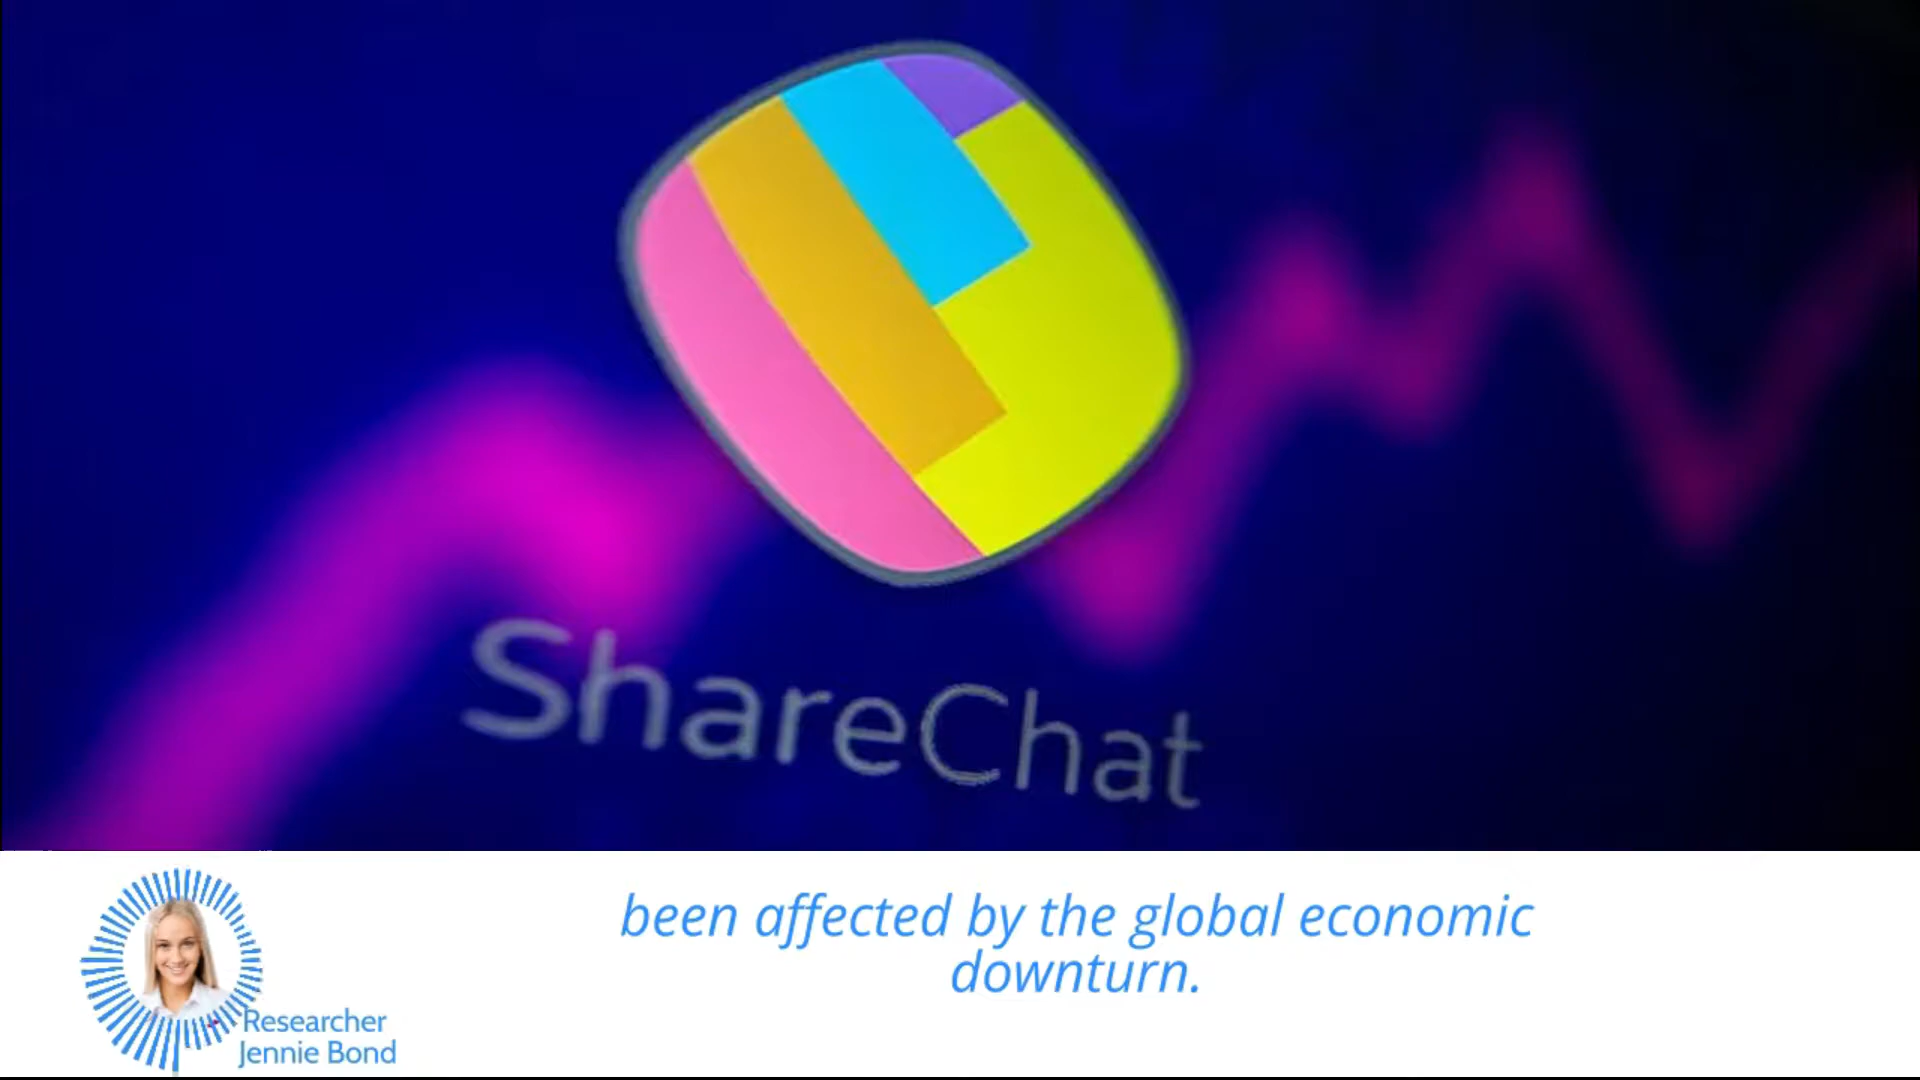 ShareChat
been affected by the global economic
downturn.
Researcher
Jennie Bond